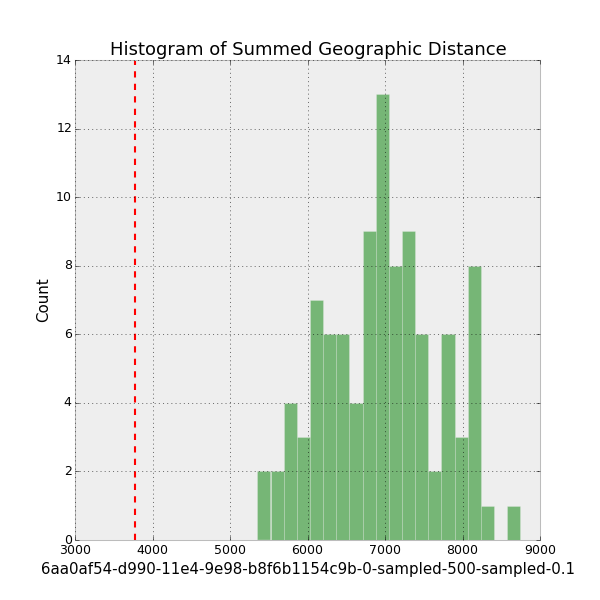 Histogram of Summed Geographic Distance
14
12
10
8
6
4
2
0
Count
3000 4000 5000 6000 7000 8000 9000
6aa0af54-d990-11e4-9e98-b8f6b1154c9b-0-sampled-500-sampled-0.1